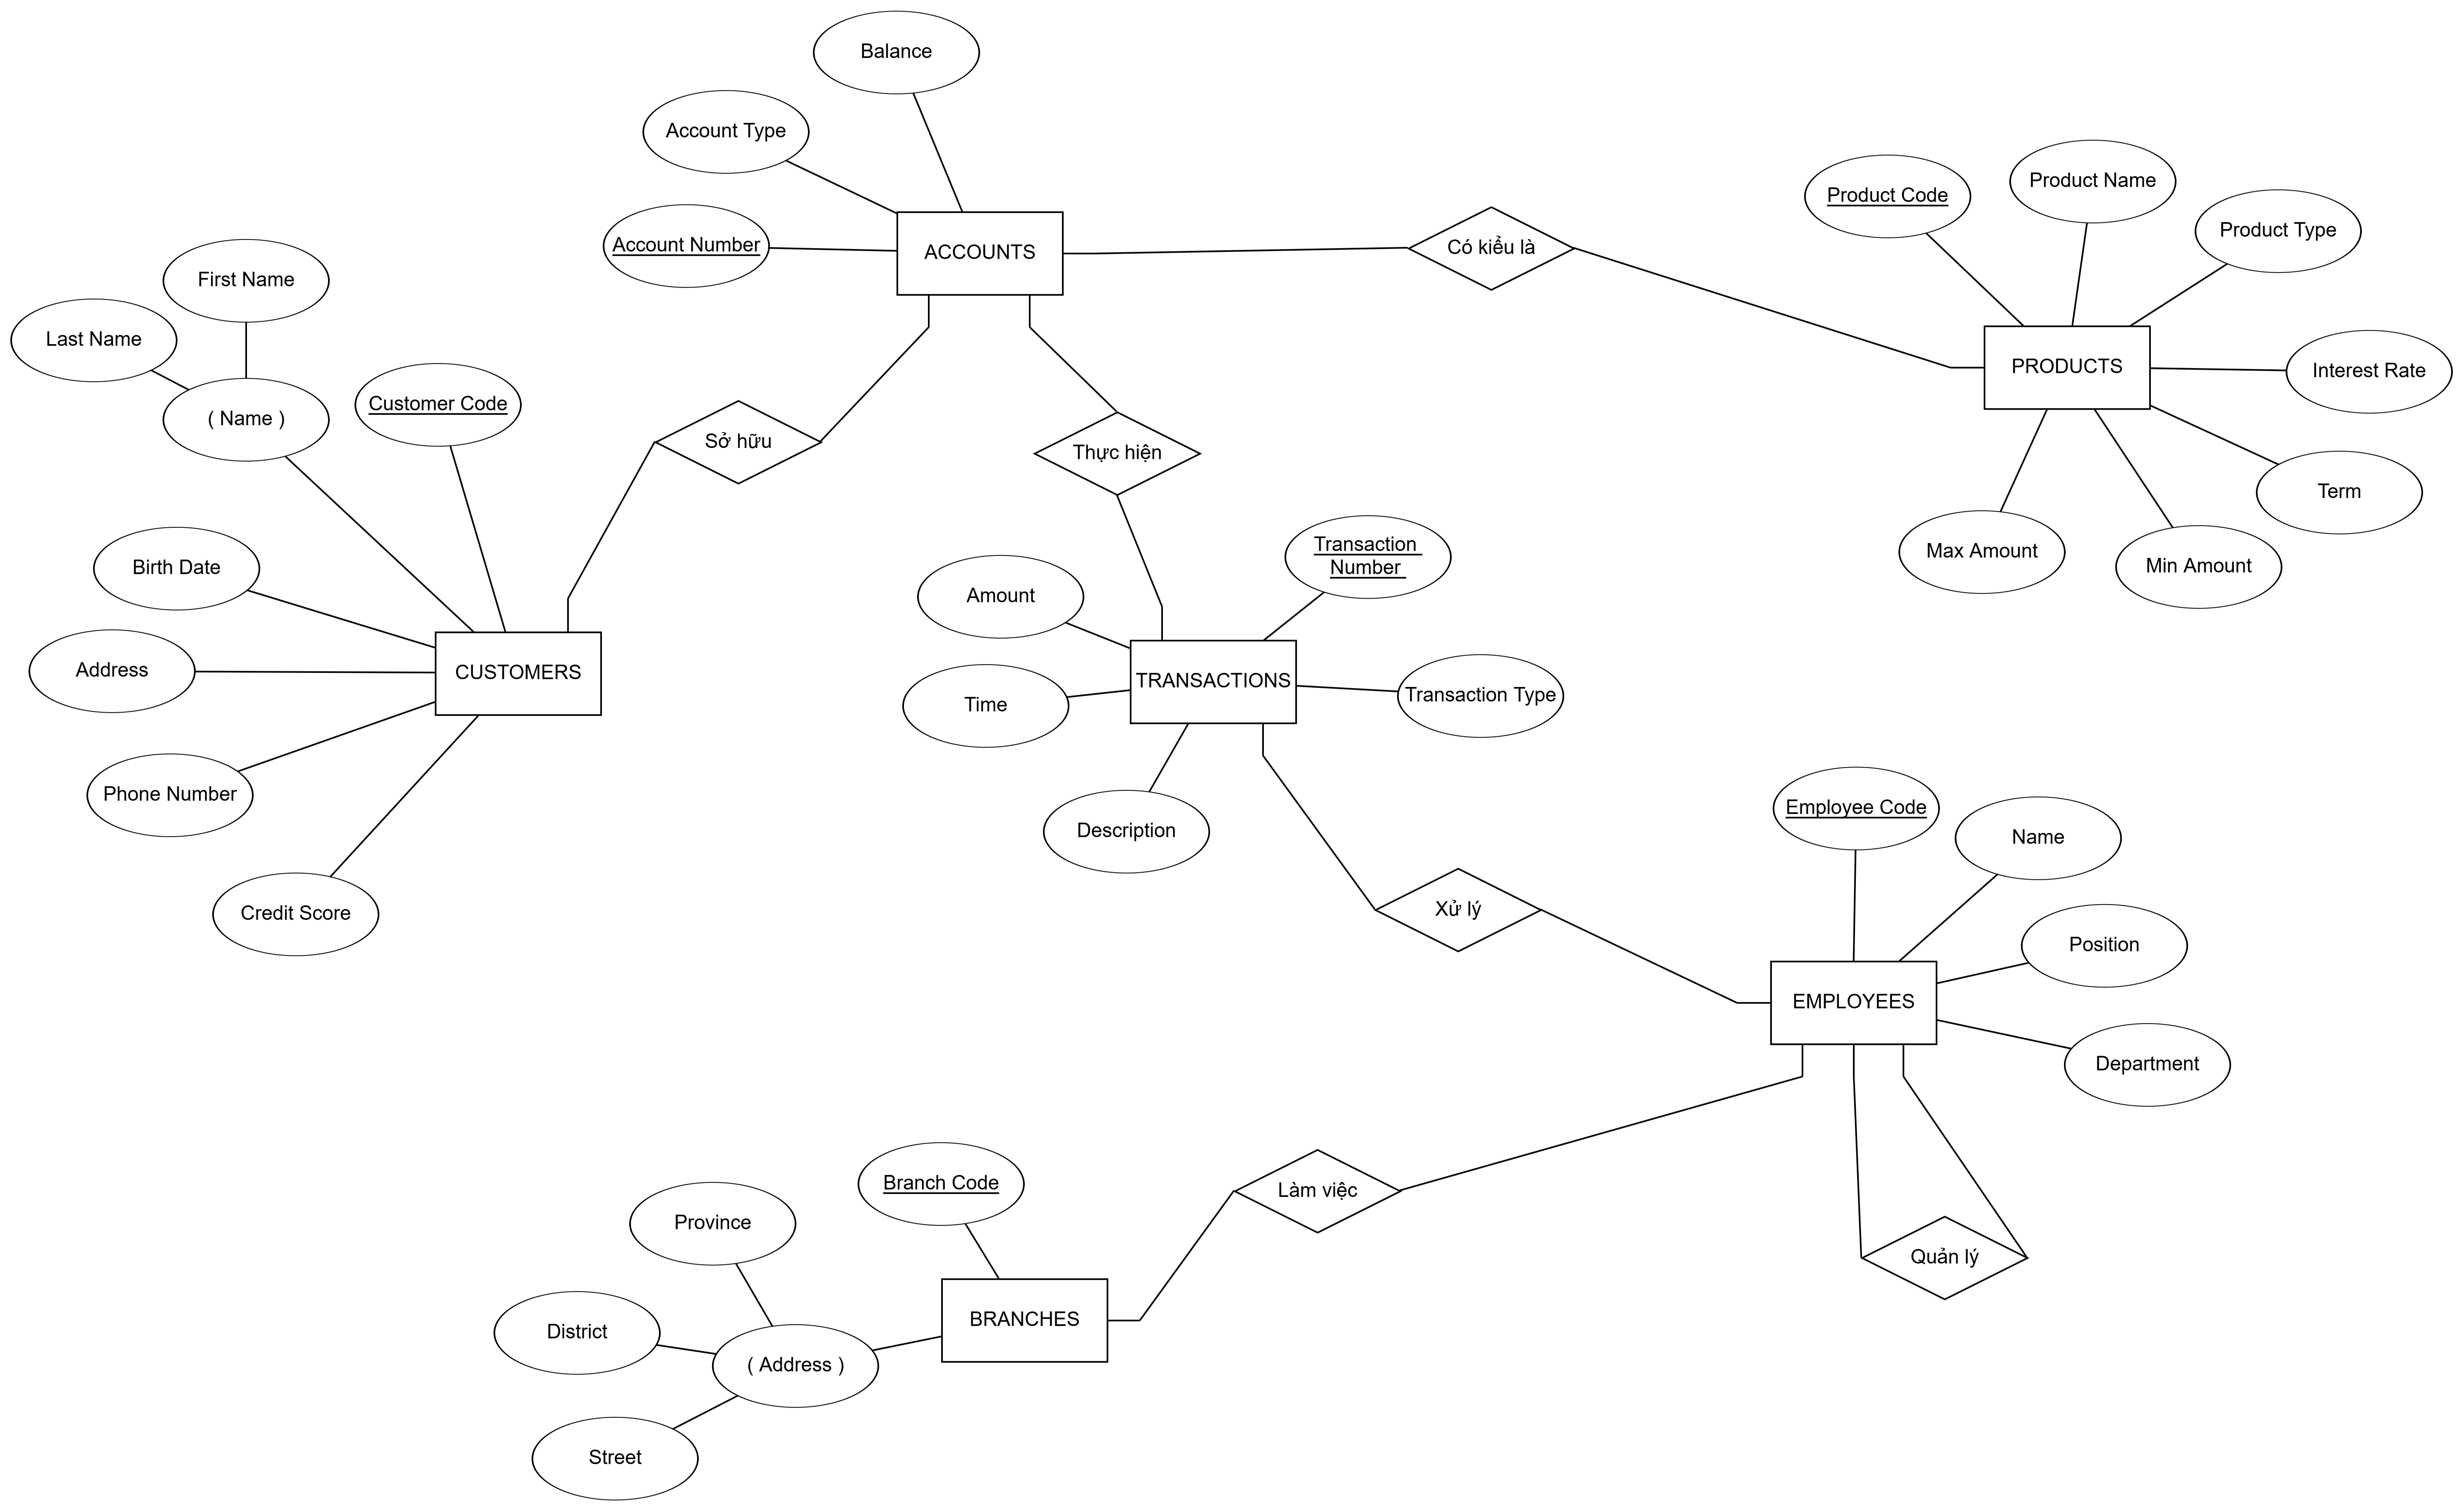 Balance
Account Type
Account Number
ACCOUNTS
Có kiểu là
Product Code
Product Name
Product Type
PRODUCTS
Interest Rate
Term
Min Amount
Max Amount
First Name
Last Name
( Name )
Customer Code
Sở hữu
Thực hiện
Birth Date
Address
CUSTOMERS
Phone Number
Credit Score
Transaction
Number
Amount
Time
TRANSACTIONS
Transaction Type
Description
Xử lý
Employee Code
Name
Position
EMPLOYEES
Department
Làm việc
Quản lý
Branch Code
Province
District
BRANCHES
( Address )
Street